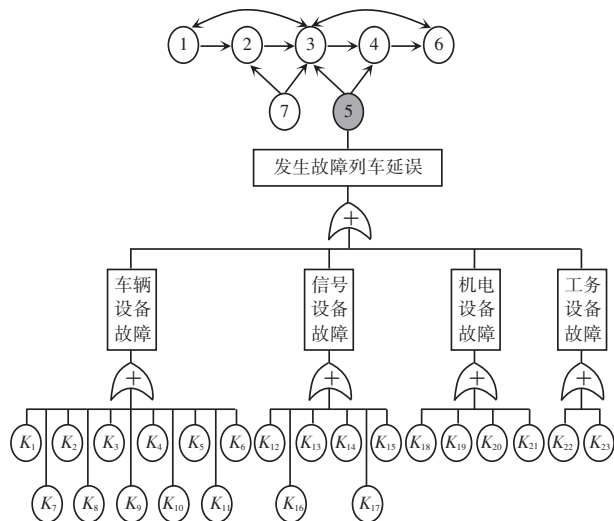 1 2 3 4 6
7 5
发生故障列车延误
+
车辆设备故障 信号设备故障 机电设备故障 工务设备故障
+ + + +
K₁ K₂ K₃ K₄ K₅ K₆ K₁₂ K₁₃ K₁₄ K₁₅ K₁₈ K₁₉ K₂₀ K₂₁ K₂₂ K₂₃
K₇ K₈ K₉ K₁₀ K₁₁ K₁₆ K₁₇